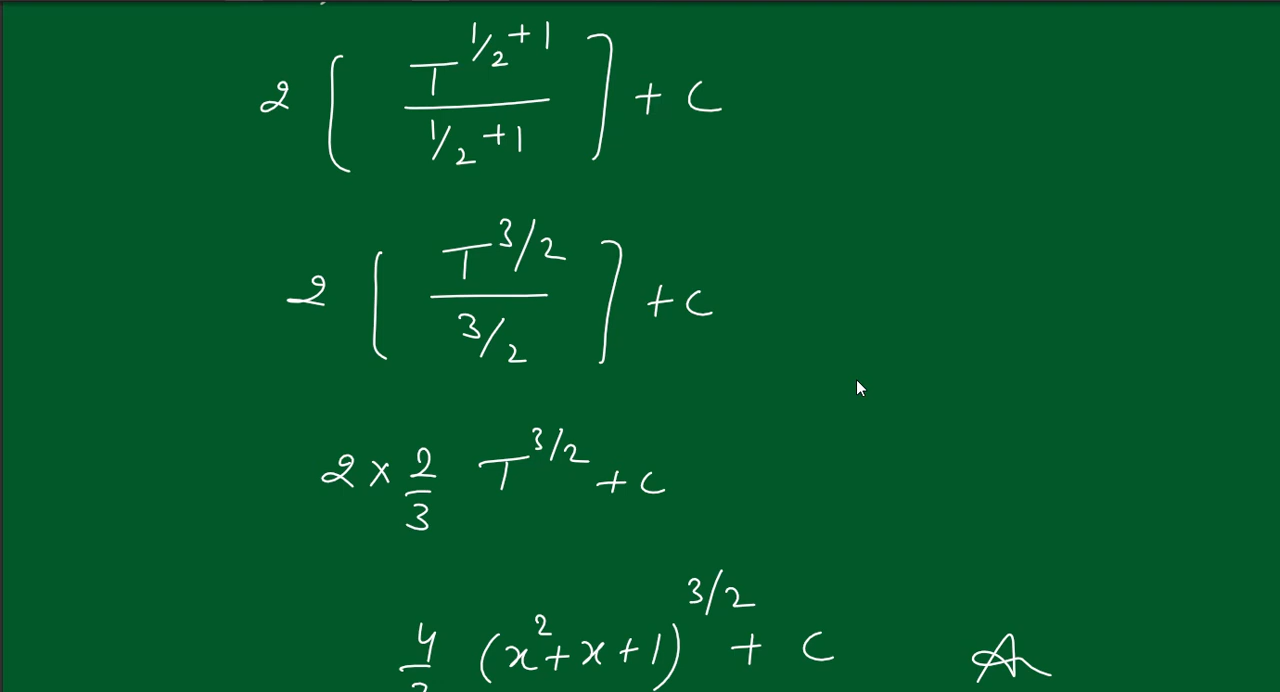 2 [ T^(1/2+1) / (1/2+1) ] + C
2 [ T^(3/2) / (3/2) ] + C
2 × 2/3 T^(3/2) + C
4/3 (x²+x+1)^(3/2) + C A